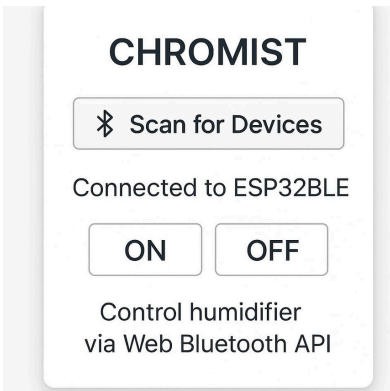 CHROMIST
Scan for Devices
Connected to ESP32BLE
ON OFF
Control humidifier
via Web Bluetooth API